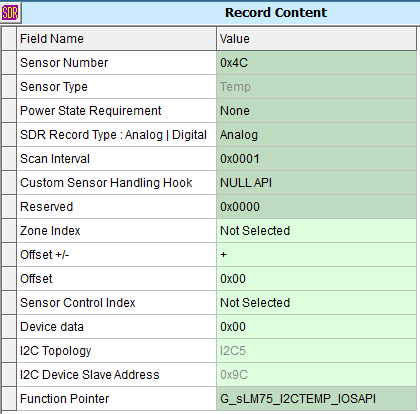 SDR Record Content
Field Name Value
Sensor Number 0x4C
Sensor Type Temp
Power State Requirement None
SDR Record Type : Analog | Digital Analog
Scan Interval 0x0001
Custom Sensor Handling Hook NULL API
Reserved 0x0000
Zone Index Not Selected
Offset +/- +
Offset 0x00
Sensor Control Index Not Selected
Device data 0x00
I2C Topology I2C5
I2C Device Slave Address 0x9C
Function Pointer G_sLM75_I2CTEMP_IOSAPI